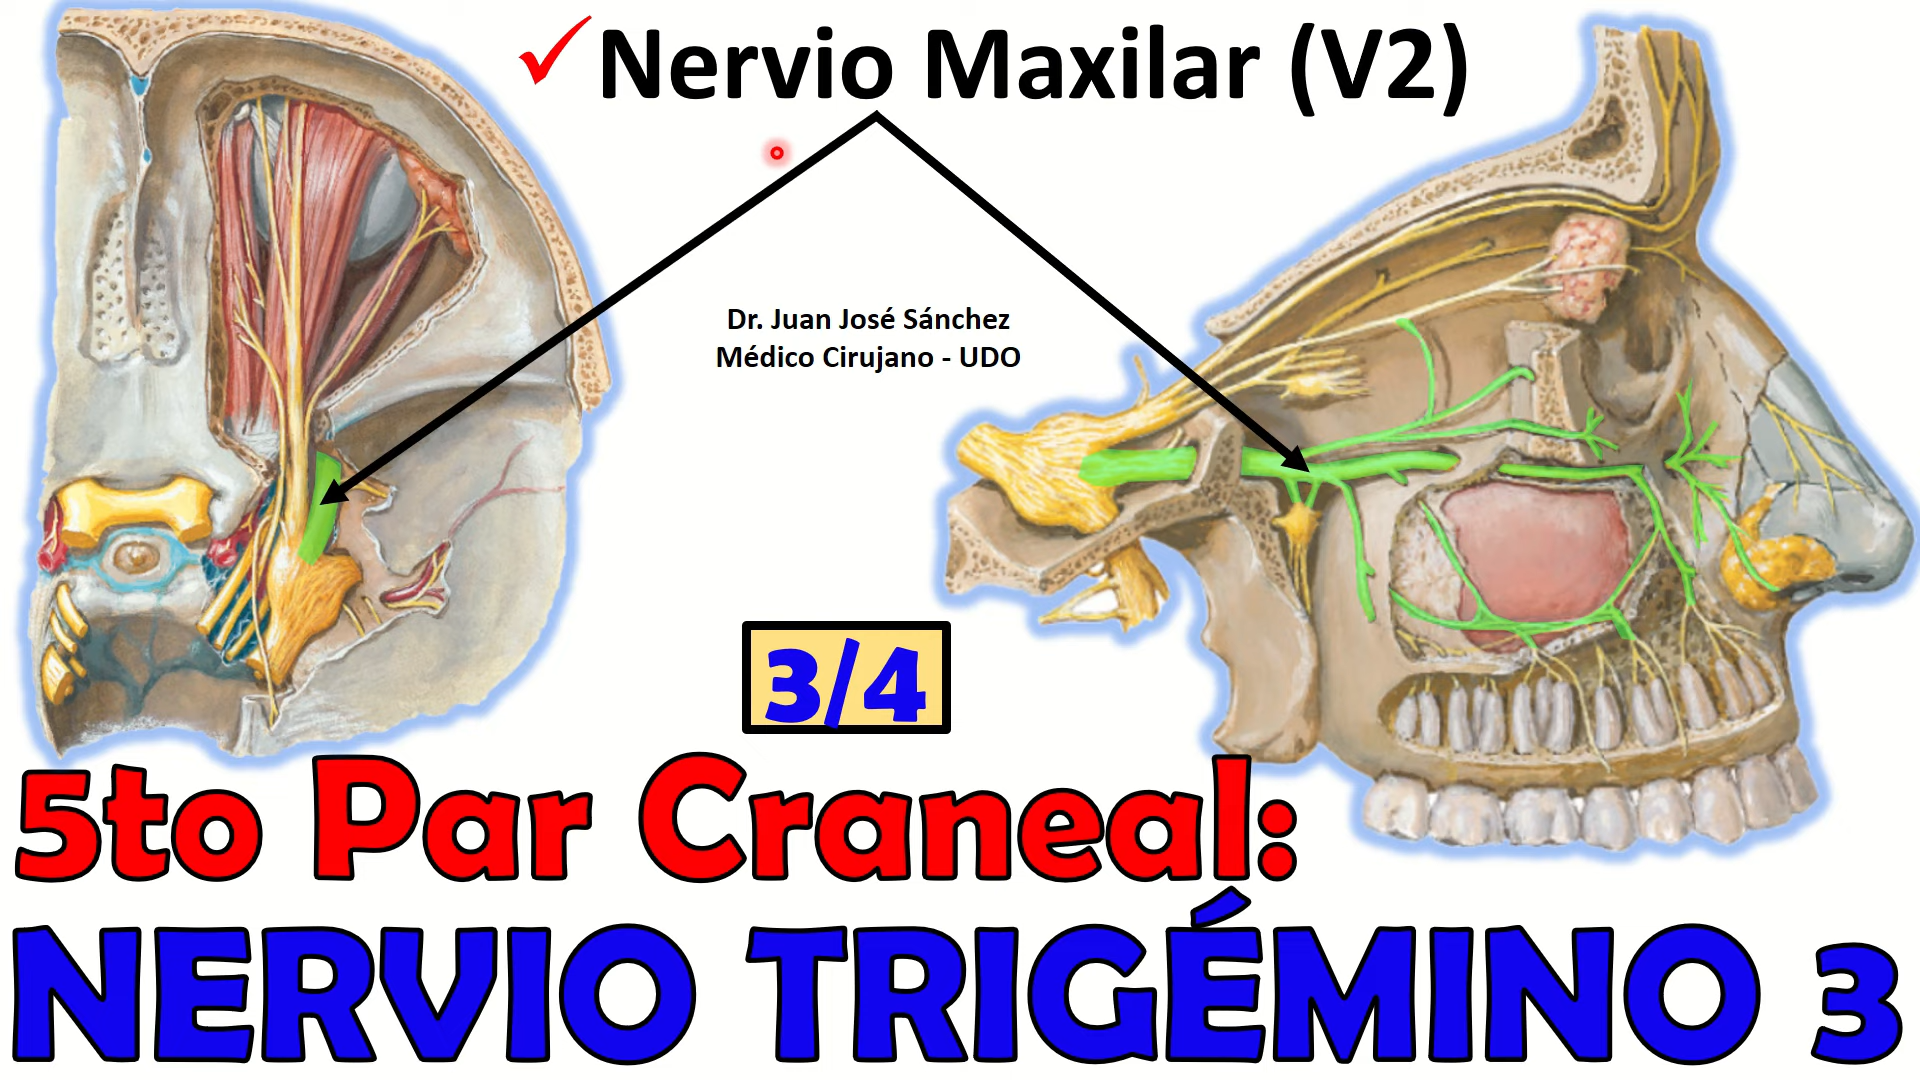 ✓Nervio Maxilar (V2)
Dr. Juan José Sánchez
Médico Cirujano - UDO
3/4
5to Par Craneal:
NERVIO TRIGÉMINO 3